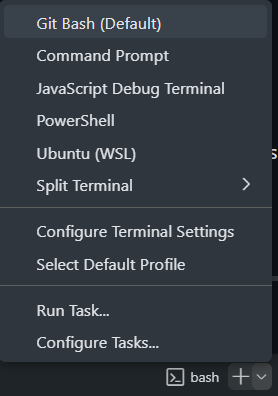 Git Bash (Default)
Command Prompt
JavaScript Debug Terminal
PowerShell
Ubuntu (WSL)
Split Terminal
Configure Terminal Settings
Select Default Profile
Run Task...
Configure Tasks...
bash